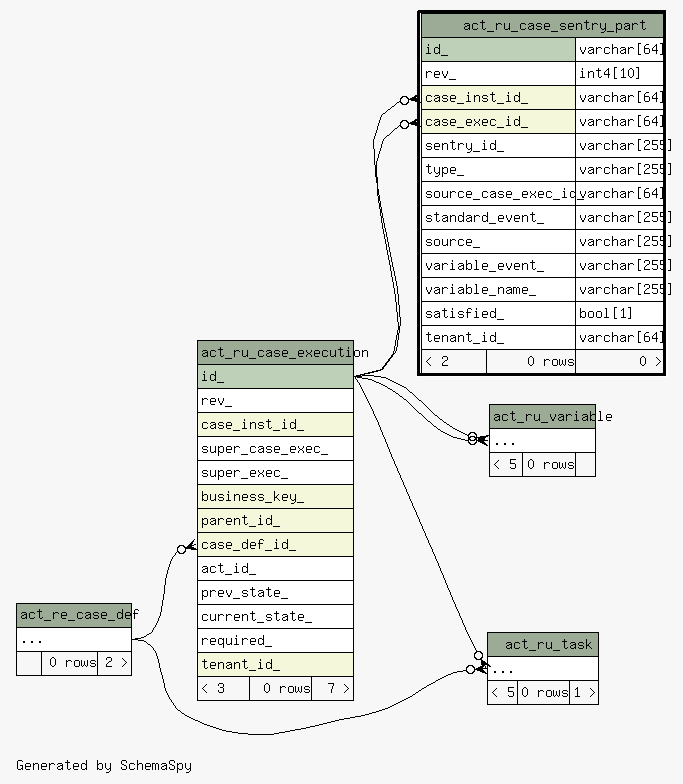 act_ru_case_sentry_part
id_ varchar[64]
rev_ int4[10]
case_inst_id_ varchar[64]
case_exec_id_ varchar[64]
sentry_id_ varchar[255]
type_ varchar[255]
source_case_exec_id_ varchar[64]
standard_event_ varchar[255]
source_ varchar[255]
variable_event_ varchar[255]
variable_name_ varchar[255]
satisfied_ bool[1]
tenant_id_ varchar[64]
< 2 0 rows 0 >
act_ru_case_execution
id_
rev_
case_inst_id_
super_case_exec_
super_exec_
business_key_
parent_id_
case_def_id_
act_id_
prev_state_
current_state_
required_
tenant_id_
< 3 0 rows 7 >
act_ru_variable
...
< 5 0 rows
act_re_case_def
...
0 rows 2 >
act_ru_task
...
< 5 0 rows 1 >
Generated by SchemaSpy